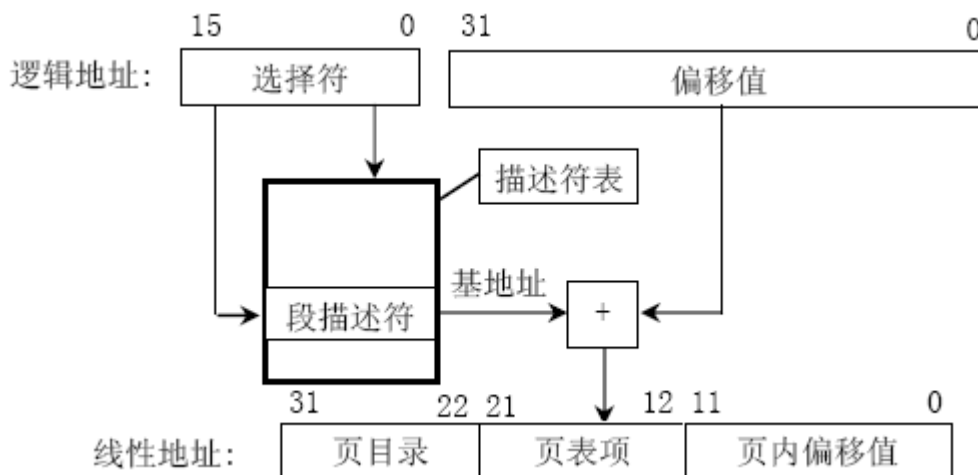 15 0 31 0
逻辑地址: 选择符 偏移值
描述符表
基地址
段描述符 +
31 22 21 12 11 0
线性地址: 页目录 页表项 页内偏移值